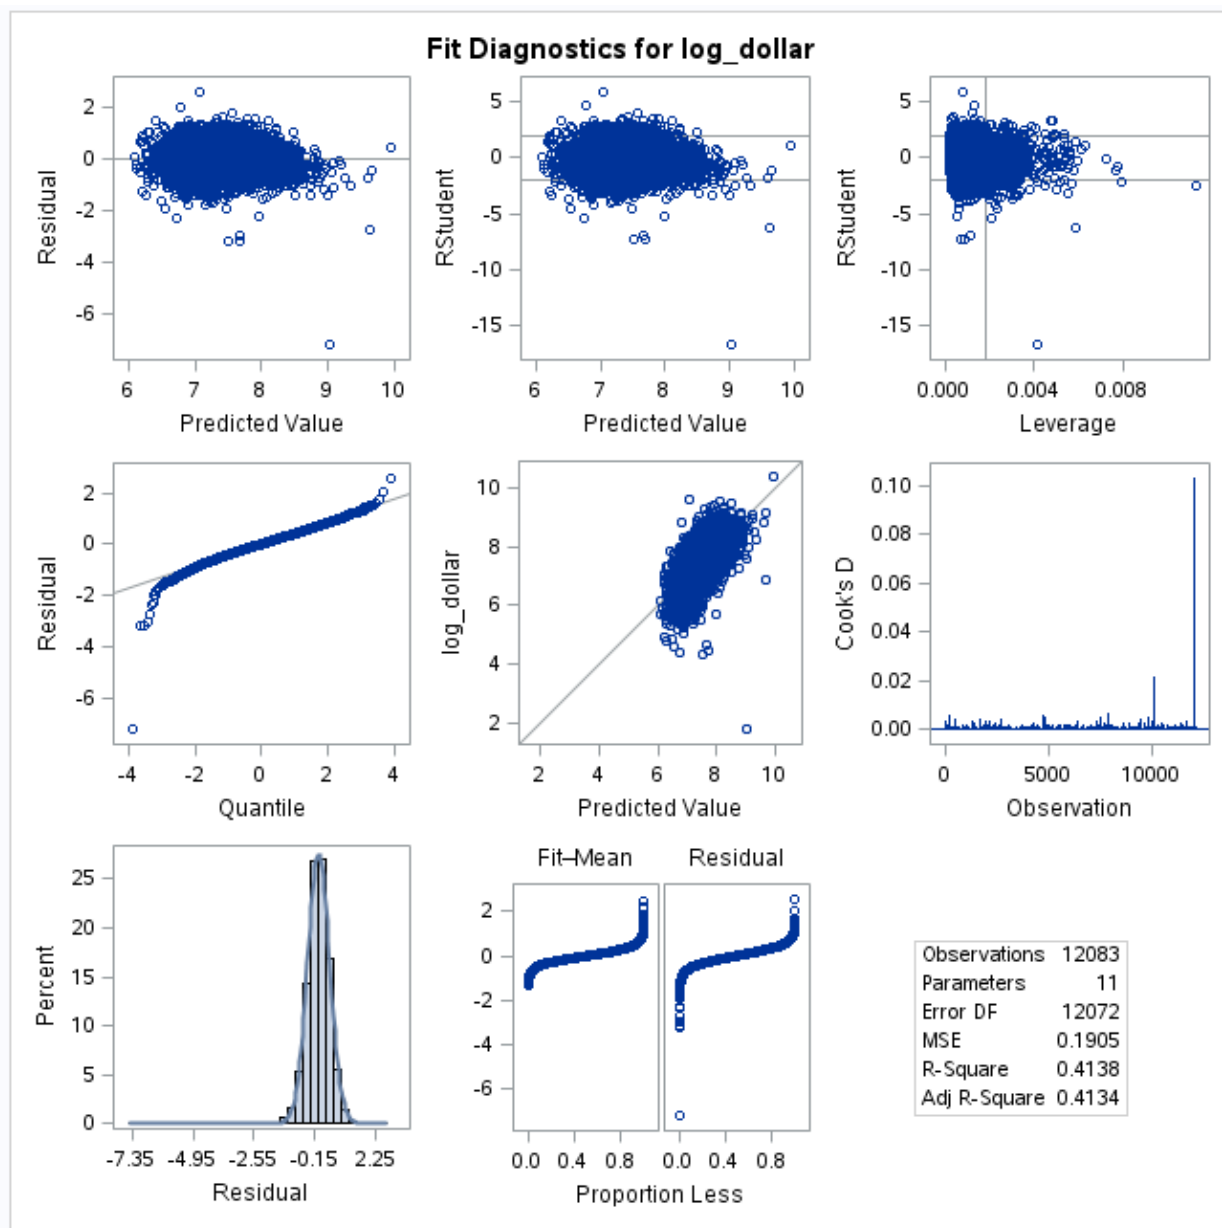 Fit Diagnostics for log_dollar
2
0
-2
-4
-6
Residual
6 7 8 9 10
Predicted Value
5
0
-5
-10
-15
RStudent
6 7 8 9 10
Predicted Value
5
0
-5
-10
-15
RStudent
0.000 0.004 0.008
Leverage
2
0
-2
-4
-6
Residual
-4 -2 0 2 4
Quantile
10
8
6
4
2
log_dollar
2 4 6 8 10
Predicted Value
0.10
0.08
0.06
0.04
0.02
0.00
Cook's D
0 5000 10000
Observation
25
20
15
10
5
0
Percent
-7.35 -4.95 -2.55 -0.15 2.25
Residual
Fit–Mean Residual
2
0
-2
-4
-6
0.0 0.4 0.8 0.0 0.4 0.8
Proportion Less
Observations 12083
Parameters 11
Error DF 12072
MSE 0.1905
R-Square 0.4138
Adj R-Square 0.4134